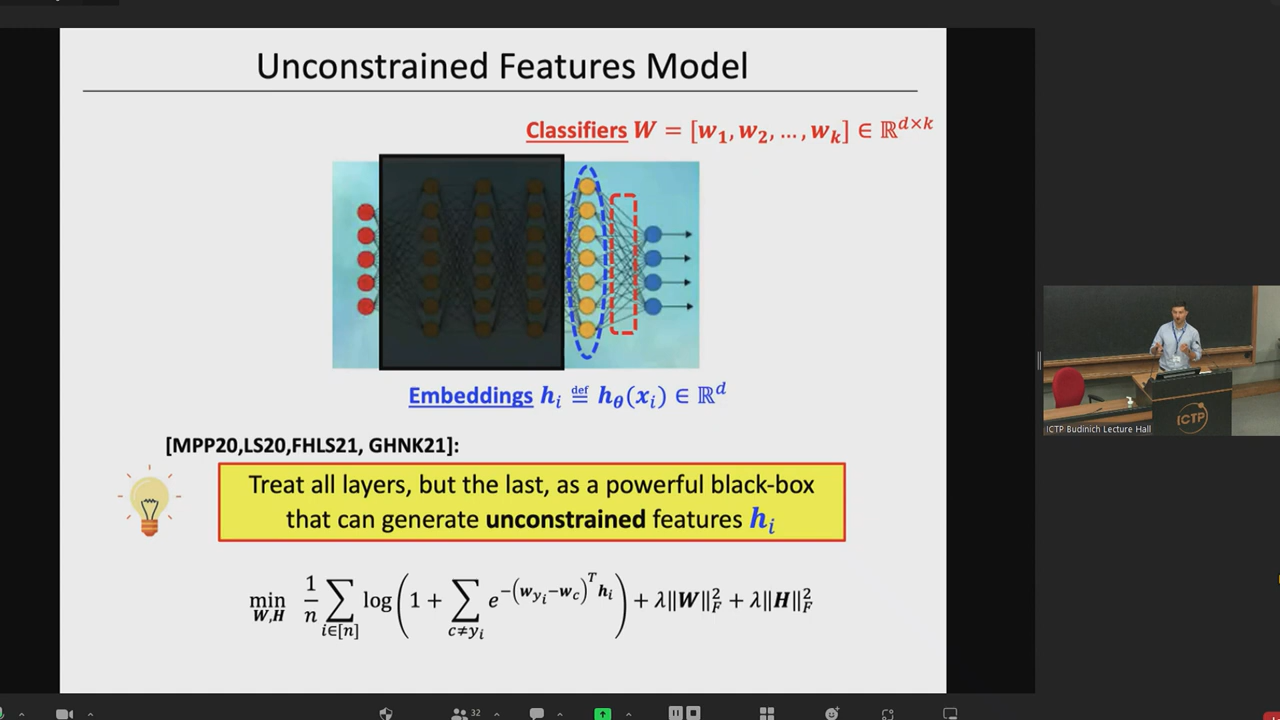 Unconstrained Features Model
Classifiers W = [w₁, w₂, … , wₖ] ∈ ℝ^{d×k}
Embeddings hᵢ ≝ h_θ(xᵢ) ∈ ℝ^d
[MPP20,LS20,FHLS21, GHNK21]:
Treat all layers, but the last, as a powerful black-box
that can generate unconstrained features hᵢ
min_{W,H} 1/n ∑_{i∈[n]} log(1 + ∑_{c≠yᵢ} e^{−(w_{yᵢ}−w_c)^T hᵢ}) + λ‖W‖²_F + λ‖H‖²_F
ICTP
ICTP Budinich Lecture Hall
32